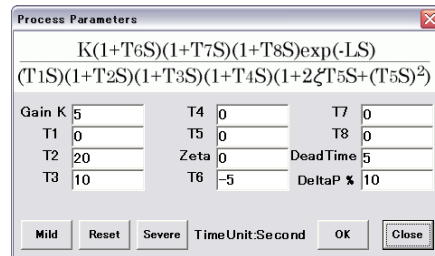 Process Parameters
K(1+T6S)(1+T7S)(1+T8S)exp(-LS)
(T1S)(1+T2S)(1+T3S)(1+T4S)(1+2ζT5S+(T5S)²)
Gain K 5 T4 0 T7 0
T1 0 T5 0 T8 0
T2 20 Zeta 0 DeadTime 5
T3 10 T6 -5 DeltaP % 10
Mild Reset Severe TimeUnit:Second OK Close